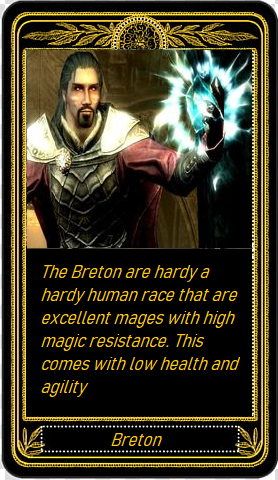 The Breton are hardy a
hardy human race that are
excellent mages with high
magic resistance. This
comes with low health and
agility
Breton